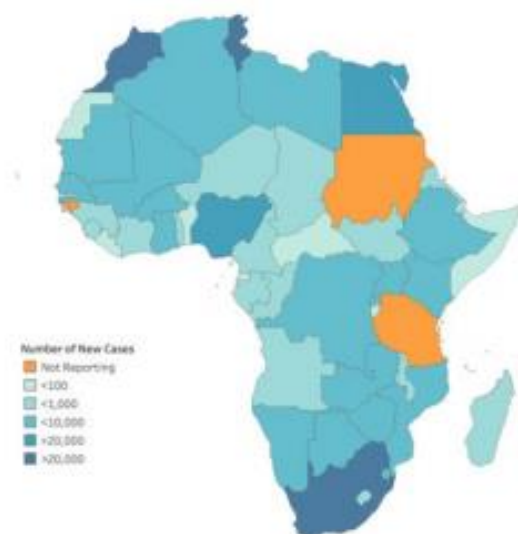 Number of New Cases
Not Reporting
<100
<1,000
<10,000
<20,000
>20,000